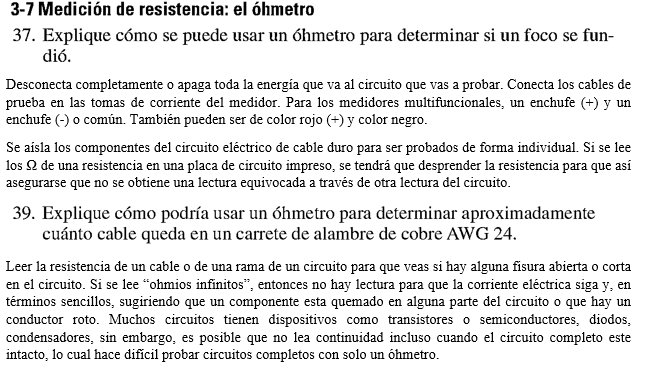 3-7 Medición de resistencia: el óhmetro
37. Explique cómo se puede usar un óhmetro para determinar si un foco se fun-
dió.
Desconecta completamente o apaga toda la energía que va al circuito que vas a probar. Conecta los cables de
prueba en las tomas de corriente del medidor. Para los medidores multifuncionales, un enchufe (+) y un
enchufe (-) o común. También pueden ser de color rojo (+) y color negro.
Se aísla los componentes del circuito eléctrico de cable duro para ser probados de forma individual. Si se lee
los Ω de una resistencia en una placa de circuito impreso, se tendrá que desprender la resistencia para que así
asegurarse que no se obtiene una lectura equivocada a través de otra lectura del circuito.
39. Explique cómo podría usar un óhmetro para determinar aproximadamente
cuánto cable queda en un carrete de alambre de cobre AWG 24.
Leer la resistencia de un cable o de una rama de un circuito para que veas si hay alguna fisura abierta o corta
en el circuito. Si se lee “ohmios infinitos”, entonces no hay lectura para que la corriente eléctrica siga y, en
términos sencillos, sugiriendo que un componente esta quemado en alguna parte del circuito o que hay un
conductor roto. Muchos circuitos tienen dispositivos como transistores o semiconductores, diodos,
condensadores, sin embargo, es posible que no lea continuidad incluso cuando el circuito completo este
intacto, lo cual hace difícil probar circuitos completos con solo un óhmetro.